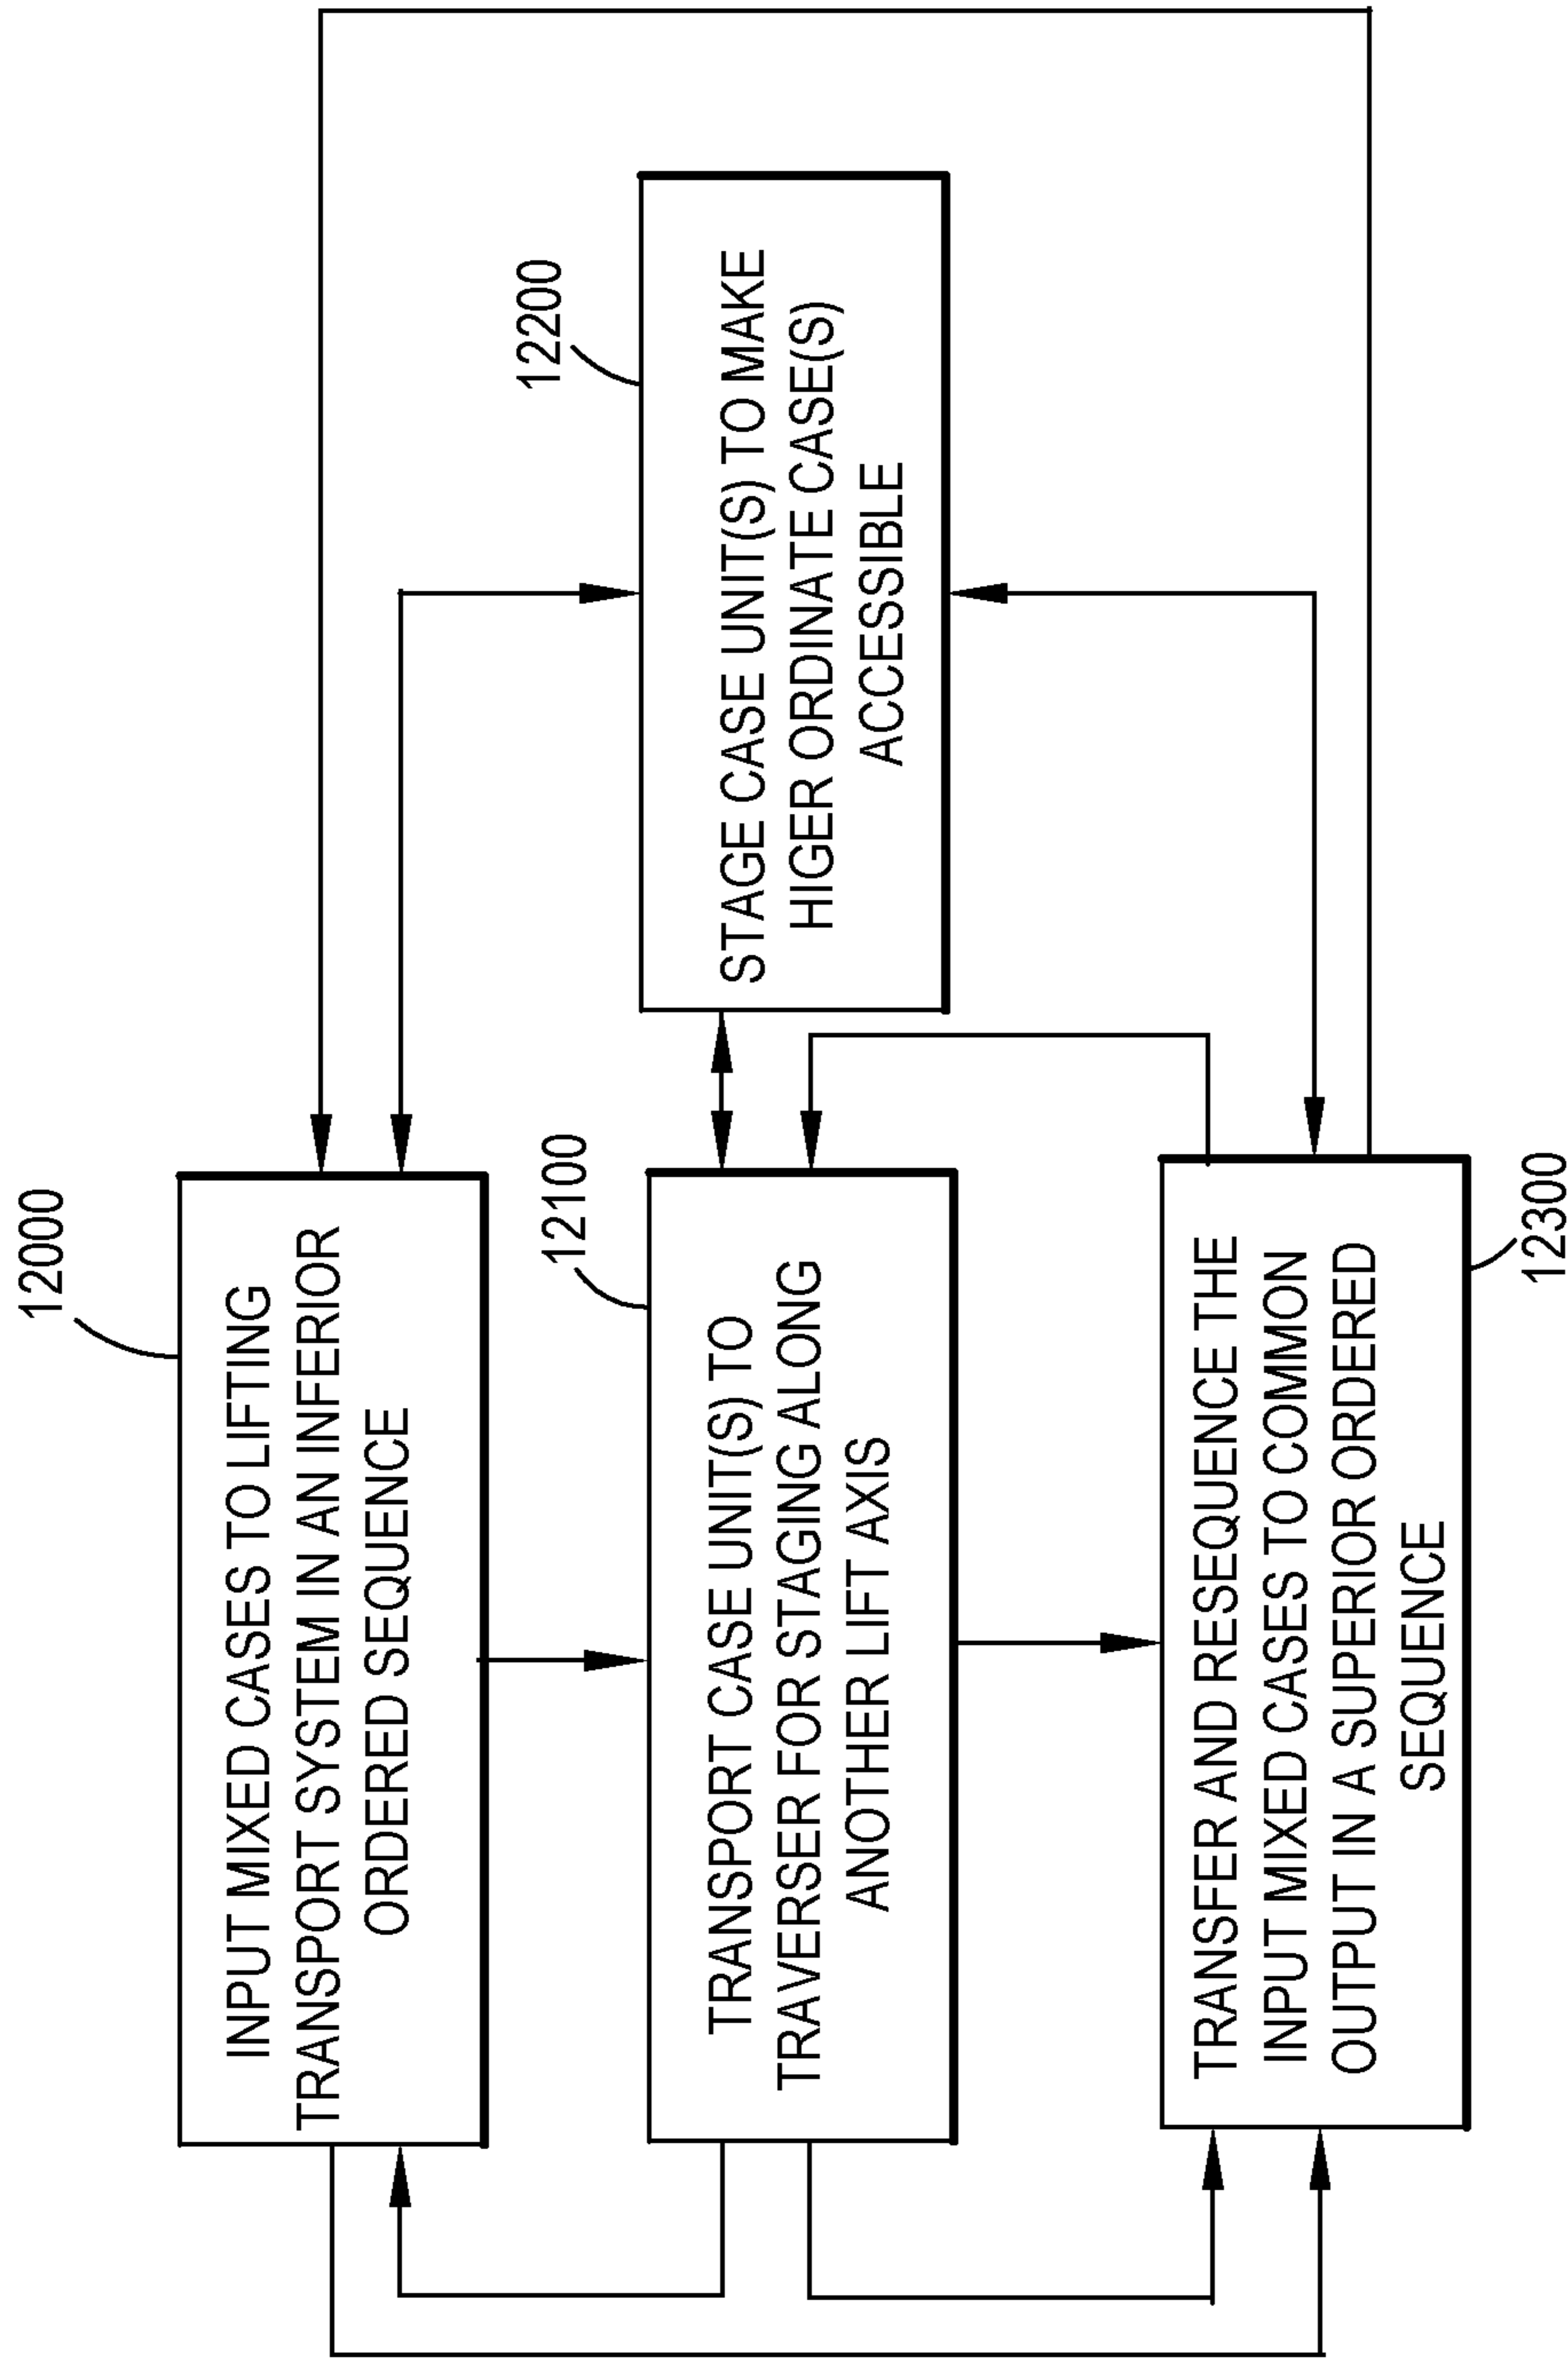 12000
INPUT MIXED CASES TO LIFTING
TRANSPORT SYSTEM IN AN INFERIOR
ORDERED SEQUENCE
12100
TRANSPORT CASE UNIT(S) TO
TRAVERSER FOR STAGING ALONG
ANOTHER LIFT AXIS
12200
STAGE CASE UNIT(S) TO MAKE
HIGER ORDINATE CASE(S)
ACCESSIBLE
TRANSFER AND RESEQUENCE THE
INPUT MIXED CASES TO COMMON
OUTPUT IN A SUPERIOR ORDERED
SEQUENCE
12300